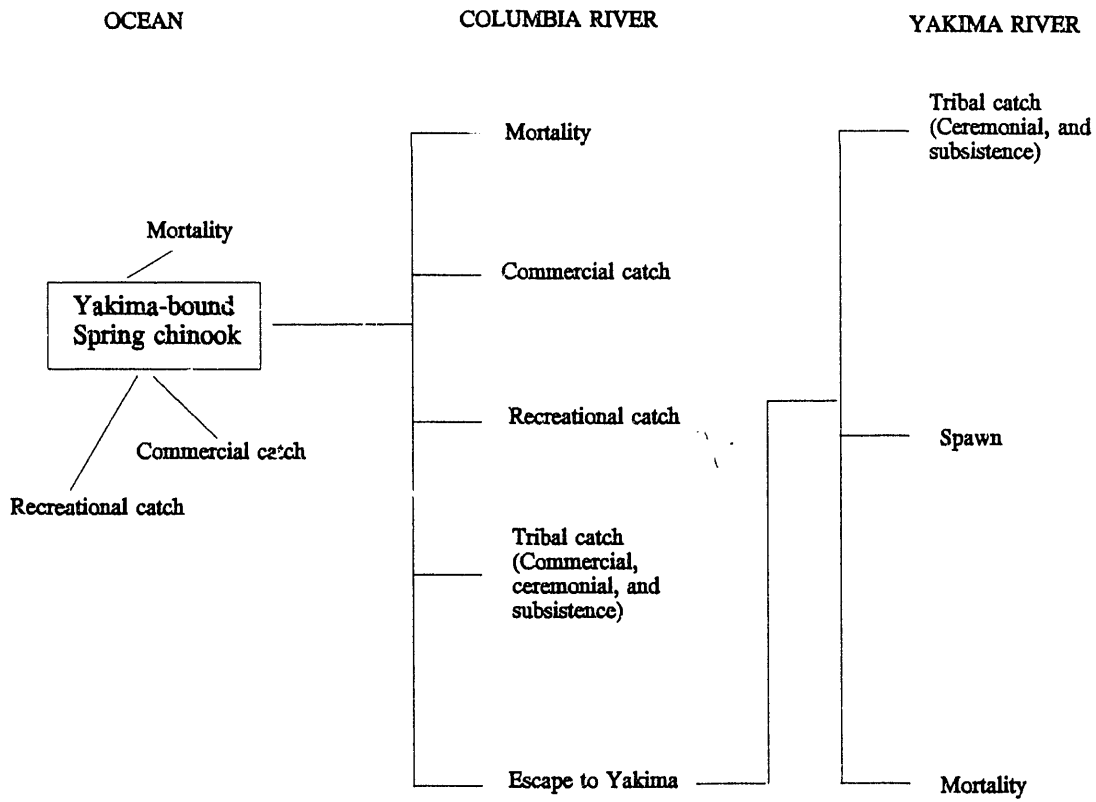 OCEAN
COLUMBIA RIVER
YAKIMA RIVER
Mortality
Yakima-bound
Spring chinook
Commercial catch
Recreational catch
Mortality
Commercial catch
Recreational catch
Tribal catch
(Commercial,
ceremonial, and
subsistence)
Escape to Yakima
Tribal catch
(Ceremonial, and
subsistence)
Spawn
Mortality